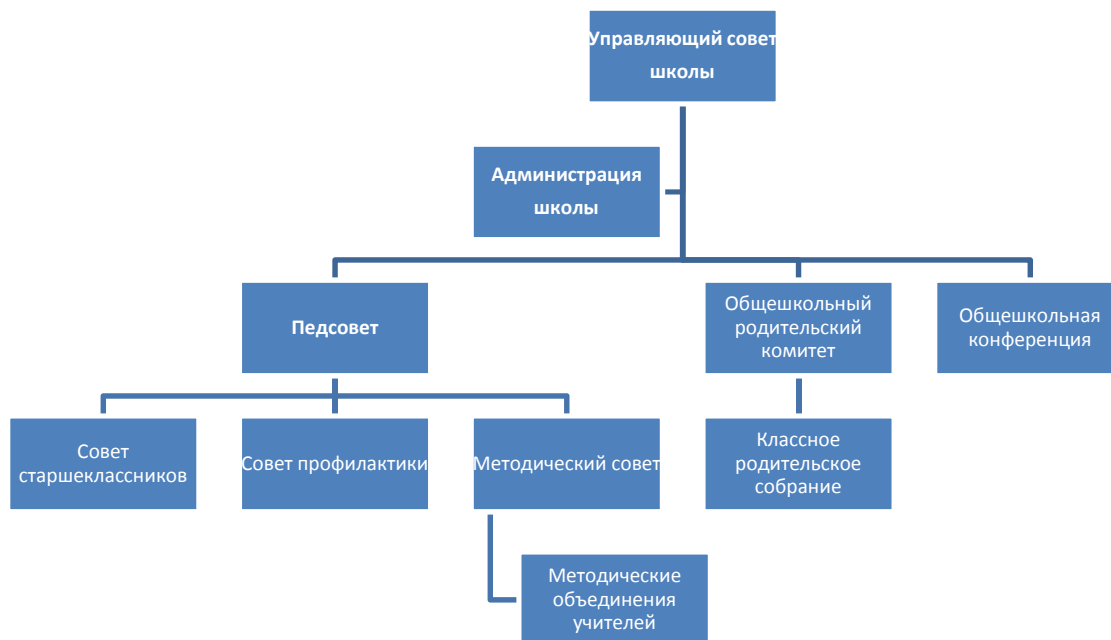 Управляющий совет
школы
Администрация
школы
Педсовет
Общешкольный
родительский
комитет
Общешкольная
конференция
Совет
старшеклассников
Совет профилактики
Методический совет
Классное
родительское
собрание
Методические
объединения
учителей